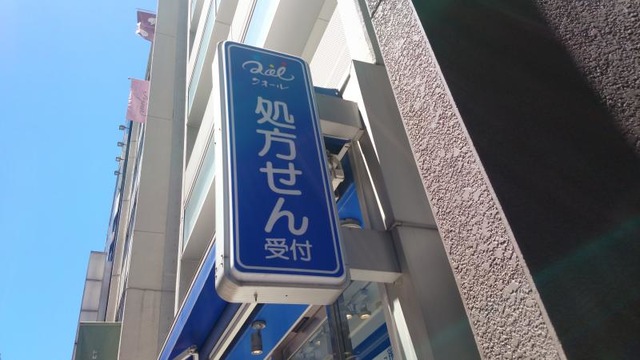 Qol
クオール
処方せん
受付